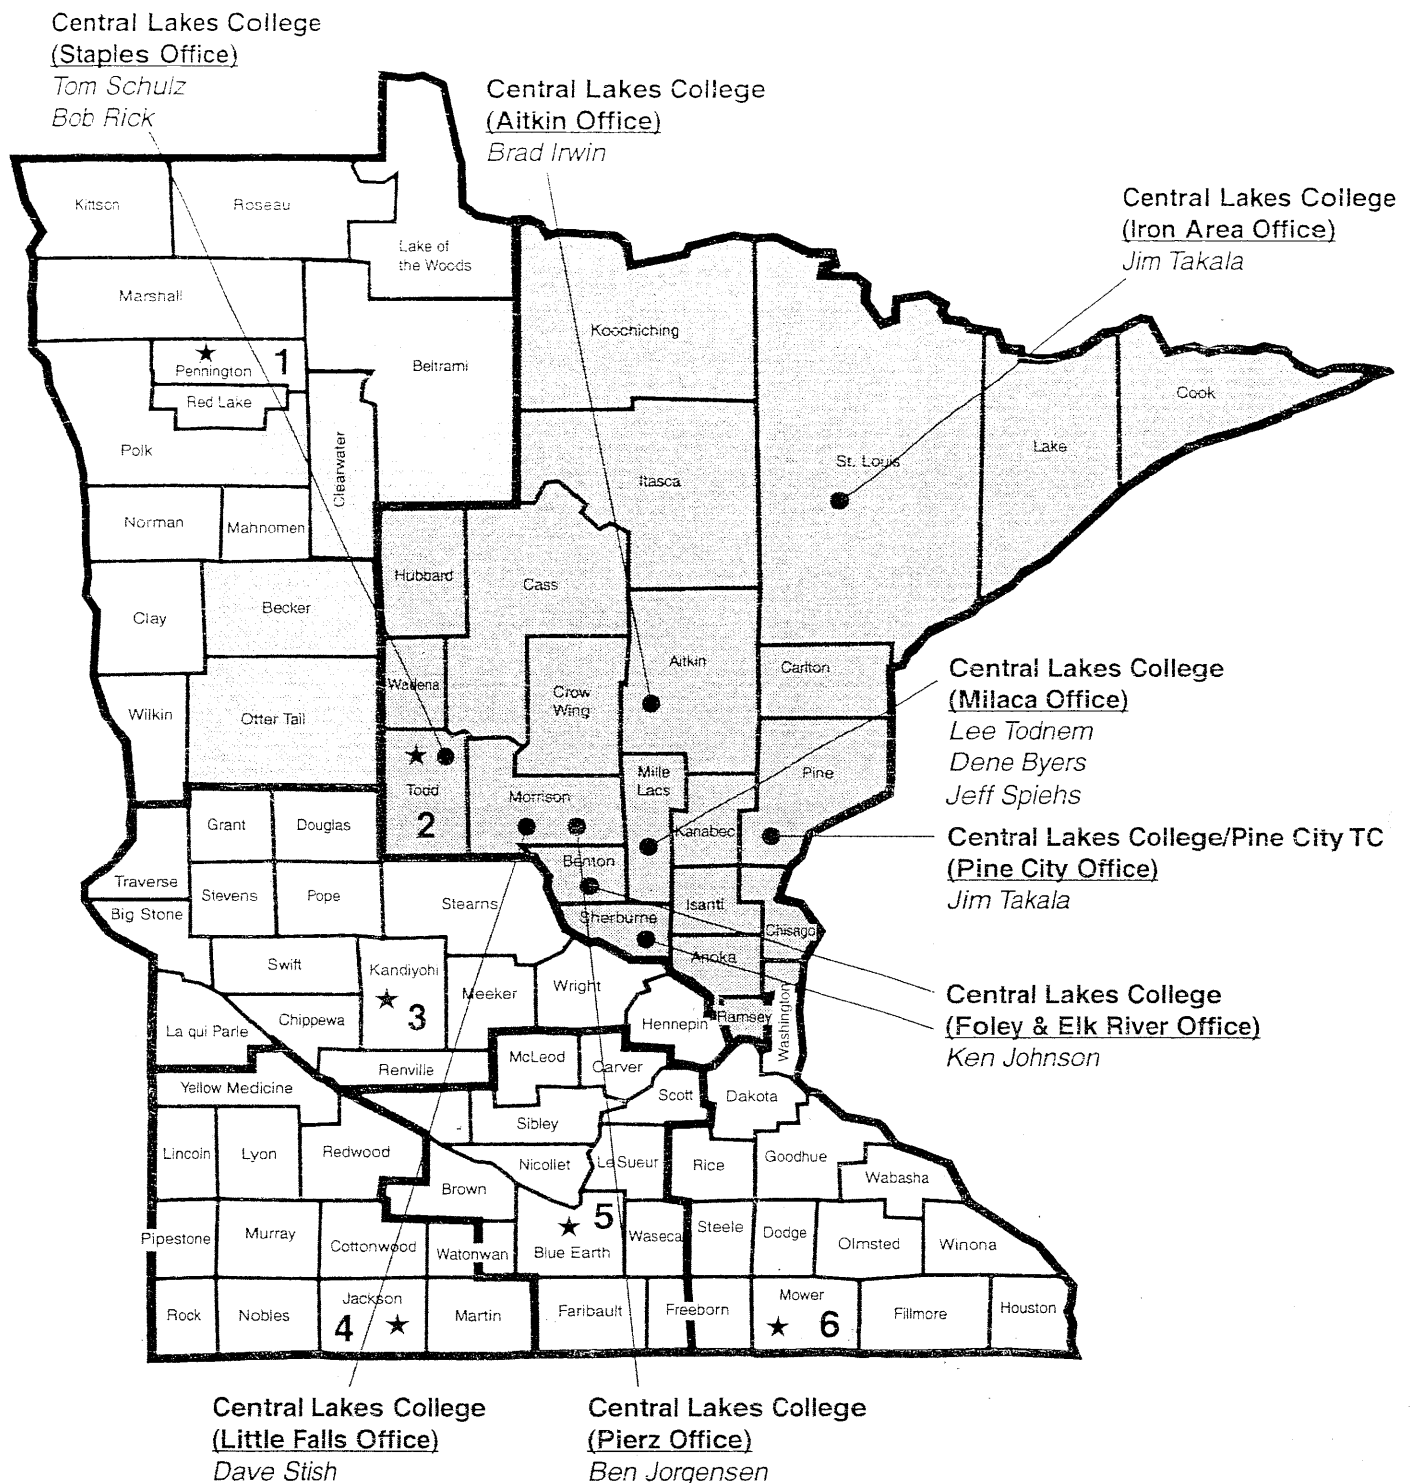 Central Lakes College
(Staples Office)
Tom Schulz
Bob Rick
Central Lakes College
(Aitkin Office)
Brad Irwin
Central Lakes College
(Iron Area Office)
Jim Takala
Kittson
Roseau
Lake of
the Woods
Marshall
Koochiching
Pennington
1
Beltrami
Red Lake
Cook
Polk
Clearwater
Lake
St. Louis
Itasca
Norman
Mahnomen
Hubbard
Cass
Becker
Clay
Aitkin
Carlton
Wadena
Crow
Wing
Wilkin
Otter Tail
Central Lakes College
(Milaca Office)
Lee Todnem
Dene Byers
Jeff Spiehs
Pine
Mille
Lacs
Todd
2
Morrison
Grant
Douglas
Kanabec
Central Lakes College/Pine City TC
(Pine City Office)
Jim Takala
Benton
Traverse
Stevens
Pope
Stearns
Isanti
Big Stone
Sherburne
Chisago
Anoka
Swift
Kandiyohi
3
Meeker
Wright
Washington
Central Lakes College
(Foley & Elk River Office)
Ken Johnson
La qui Parle
Chippewa
Hennepin
Ramsey
Renville
McLeod
Carver
Yellow Medicine
Scott
Dakota
Sibley
Lincoln
Lyon
Redwood
Nicollet
Le Sueur
Rice
Goodhue
Wabasha
Brown
5
Pipestone
Murray
Cottonwood
Watonwan
Blue Earth
Waseca
Steele
Dodge
Olmsted
Winona
Rock
Nobles
Jackson
4
Martin
Faribault
Freeborn
Mower
6
Fillmore
Houston
Central Lakes College
(Little Falls Office)
Dave Stish
Central Lakes College
(Pierz Office)
Ben Jorgensen